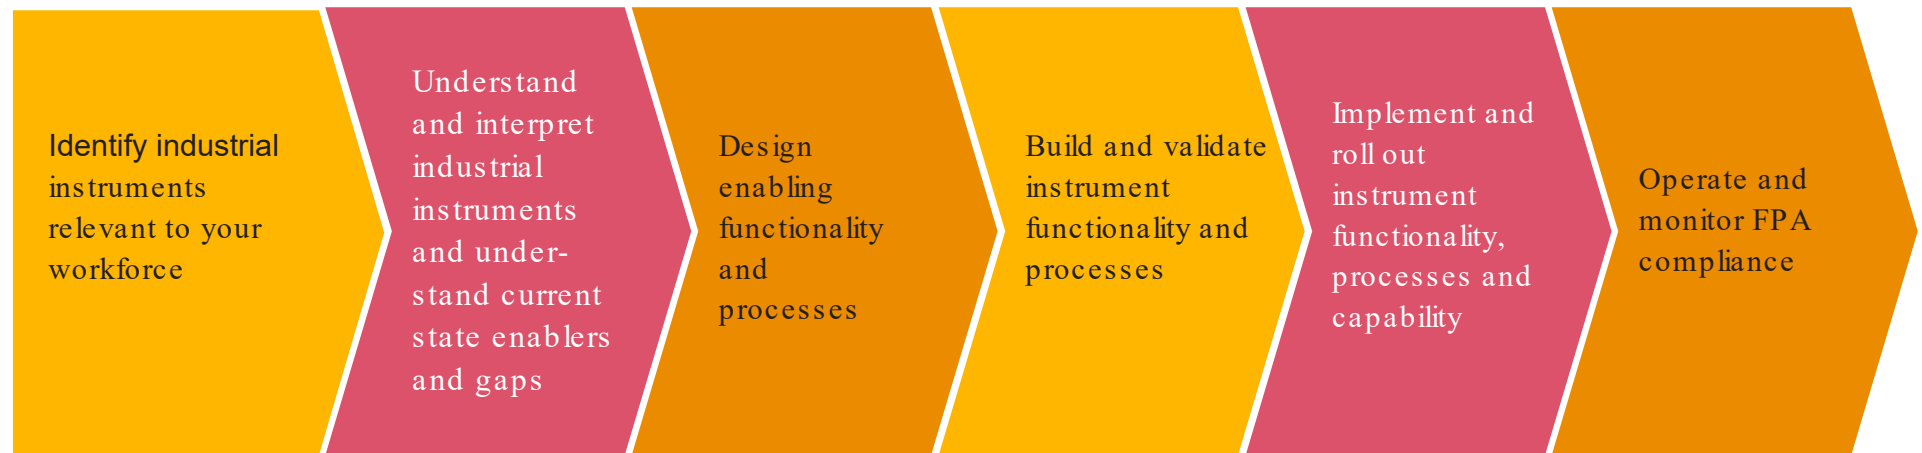 Identify industrial
instruments
relevant to your
workforce
Understand
and interpret
industrial
instruments
and under-
stand current
state enablers
and gaps
Design
enabling
functionality
and
processes
Build and validate
instrument
functionality and
processes
Implement and
roll out
instrument
functionality,
processes and
capability
Operate and
monitor FPA
compliance